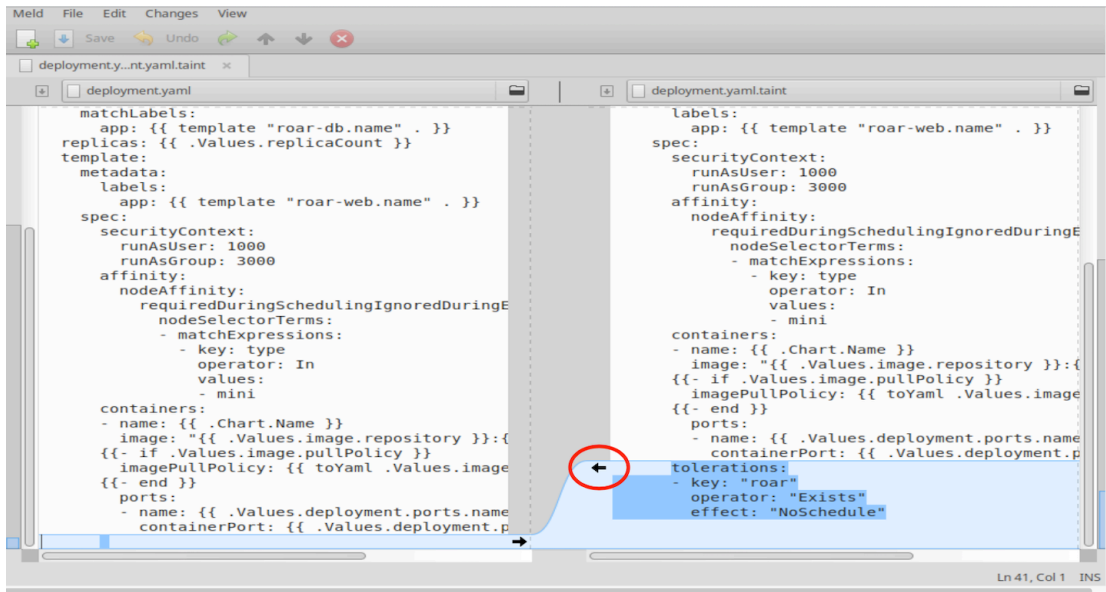 Meld File Edit Changes View
Save Undo
deployment.y...nt.yaml.taint ×
deployment.yaml
matchLabels:
app: {{ template "roar-db.name" . }}
replicas: {{ .Values.replicaCount }}
template:
metadata:
labels:
app: {{ template "roar-web.name" . }}
spec:
securityContext:
runAsUser: 1000
runAsGroup: 3000
affinity:
nodeAffinity:
requiredDuringSchedulingIgnoredDuringE
nodeSelectorTerms:
- matchExpressions:
- key: type
operator: In
values:
- mini
containers:
- name: {{ .Chart.Name }}
image: "{{ .Values.image.repository }}:{
{{- if .Values.image.pullPolicy }}
imagePullPolicy: {{ toYaml .Values.image
{{- end }}
ports:
- name: {{ .Values.deployment.ports.name
containerPort: {{ .Values.deployment.p
deployment.yaml.taint
labels:
app: {{ template "roar-web.name" . }}
spec:
securityContext:
runAsUser: 1000
runAsGroup: 3000
affinity:
nodeAffinity:
requiredDuringSchedulingIgnoredDuringE
nodeSelectorTerms:
- matchExpressions:
- key: type
operator: In
values:
- mini
containers:
- name: {{ .Chart.Name }}
image: "{{ .Values.image.repository }}:{
{{- if .Values.image.pullPolicy }}
imagePullPolicy: {{ toYaml .Values.image
{{- end }}
ports:
- name: {{ .Values.deployment.ports.name
containerPort: {{ .Values.deployment.p
tolerations:
- key: "roar"
operator: "Exists"
effect: "NoSchedule"
Ln 41, Col 1 INS